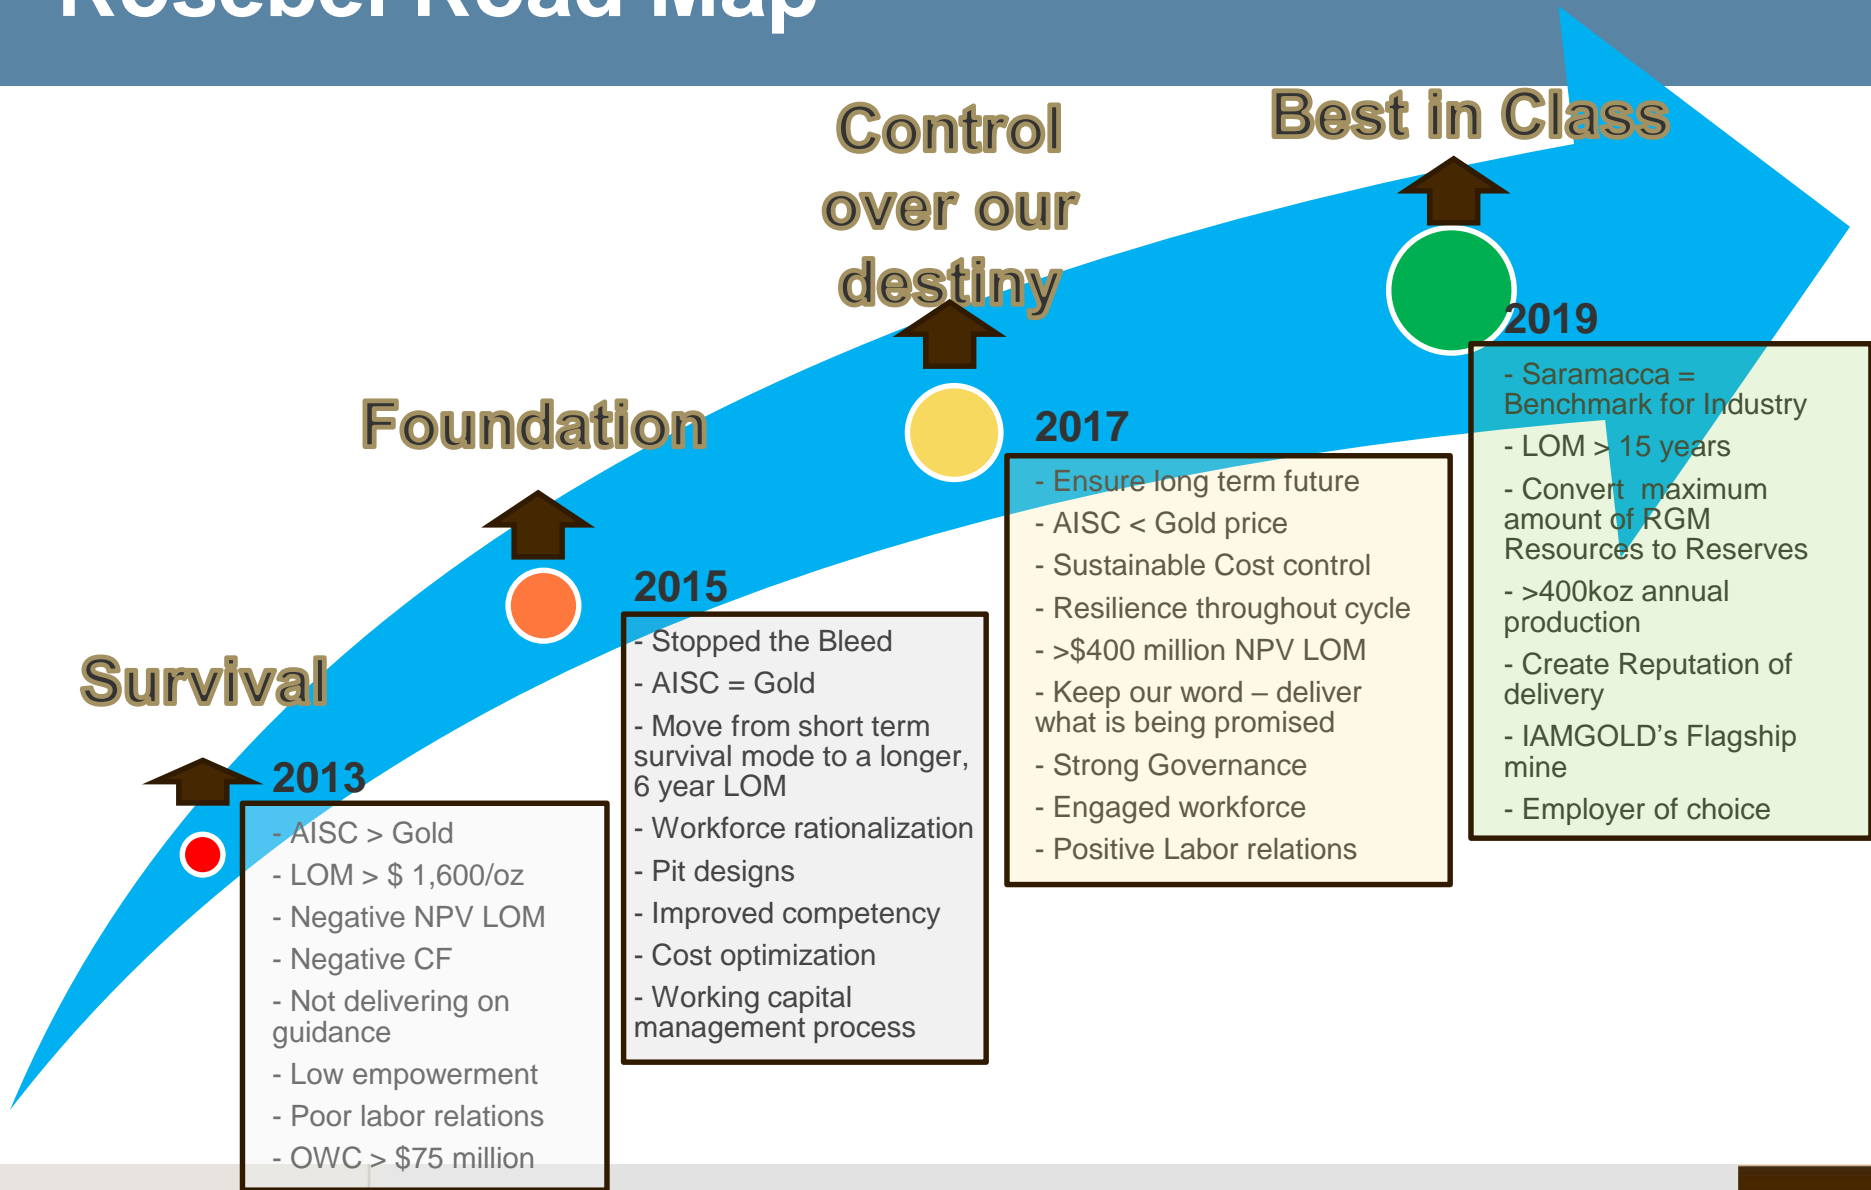 Rosebel Road Map
Survival
2013
- AISC > Gold
- LOM > $ 1,600/oz
- Negative NPV LOM
- Negative CF
- Not delivering on
guidance
- Low empowerment
- Poor labor relations
- OWC > $75 million
Foundation
2015
- Stopped the Bleed
- AISC = Gold
- Move from short term
survival mode to a longer,
6 year LOM
- Workforce rationalization
- Pit designs
- Improved competency
- Cost optimization
- Working capital
management process
Control
over our
destiny
2017
- Ensure long term future
- AISC < Gold price
- Sustainable Cost control
- Resilience throughout cycle
- >$400 million NPV LOM
- Keep our word – deliver
what is being promised
- Strong Governance
- Engaged workforce
- Positive Labor relations
Best in Class
2019
- Saramacca =
Benchmark for Industry
- LOM > 15 years
- Convert  maximum
amount of RGM
Resources to Reserves
- >400koz annual
production
- Create Reputation of
delivery
- IAMGOLD’s Flagship
mine
- Employer of choice